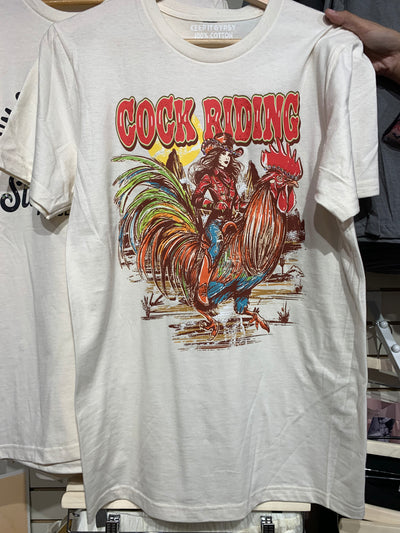 KEEP IT GYPSY
100% COTTON
COCK RIDING